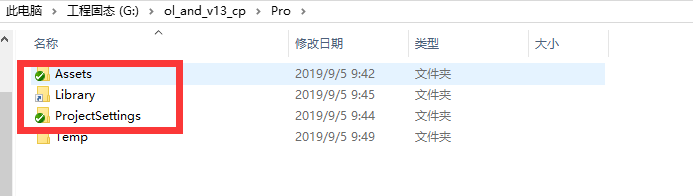 此电脑 > 工程固态 (G:) > ol_and_v13_cp > Pro
名称 修改日期 类型 大小
Assets 2019/9/5 9:42 文件夹
Library 2019/9/5 9:45 文件夹
ProjectSettings 2019/9/5 9:44 文件夹
Temp 2019/9/5 9:49 文件夹